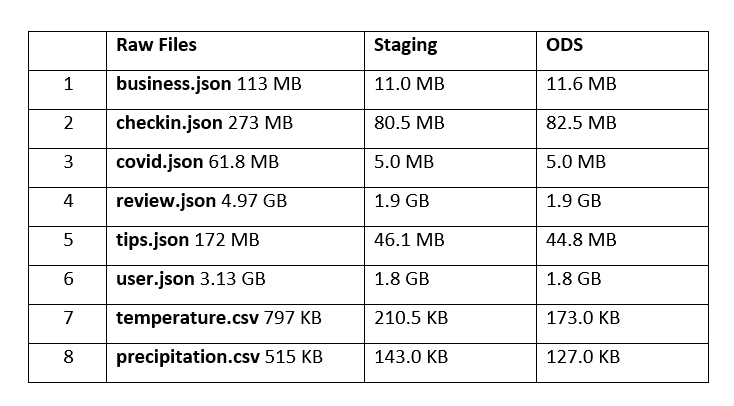 Raw Files Staging ODS
1 business.json 113 MB 11.0 MB 11.6 MB
2 checkin.json 273 MB 80.5 MB 82.5 MB
3 covid.json 61.8 MB 5.0 MB 5.0 MB
4 review.json 4.97 GB 1.9 GB 1.9 GB
5 tips.json 172 MB 46.1 MB 44.8 MB
6 user.json 3.13 GB 1.8 GB 1.8 GB
7 temperature.csv 797 KB 210.5 KB 173.0 KB
8 precipitation.csv 515 KB 143.0 KB 127.0 KB